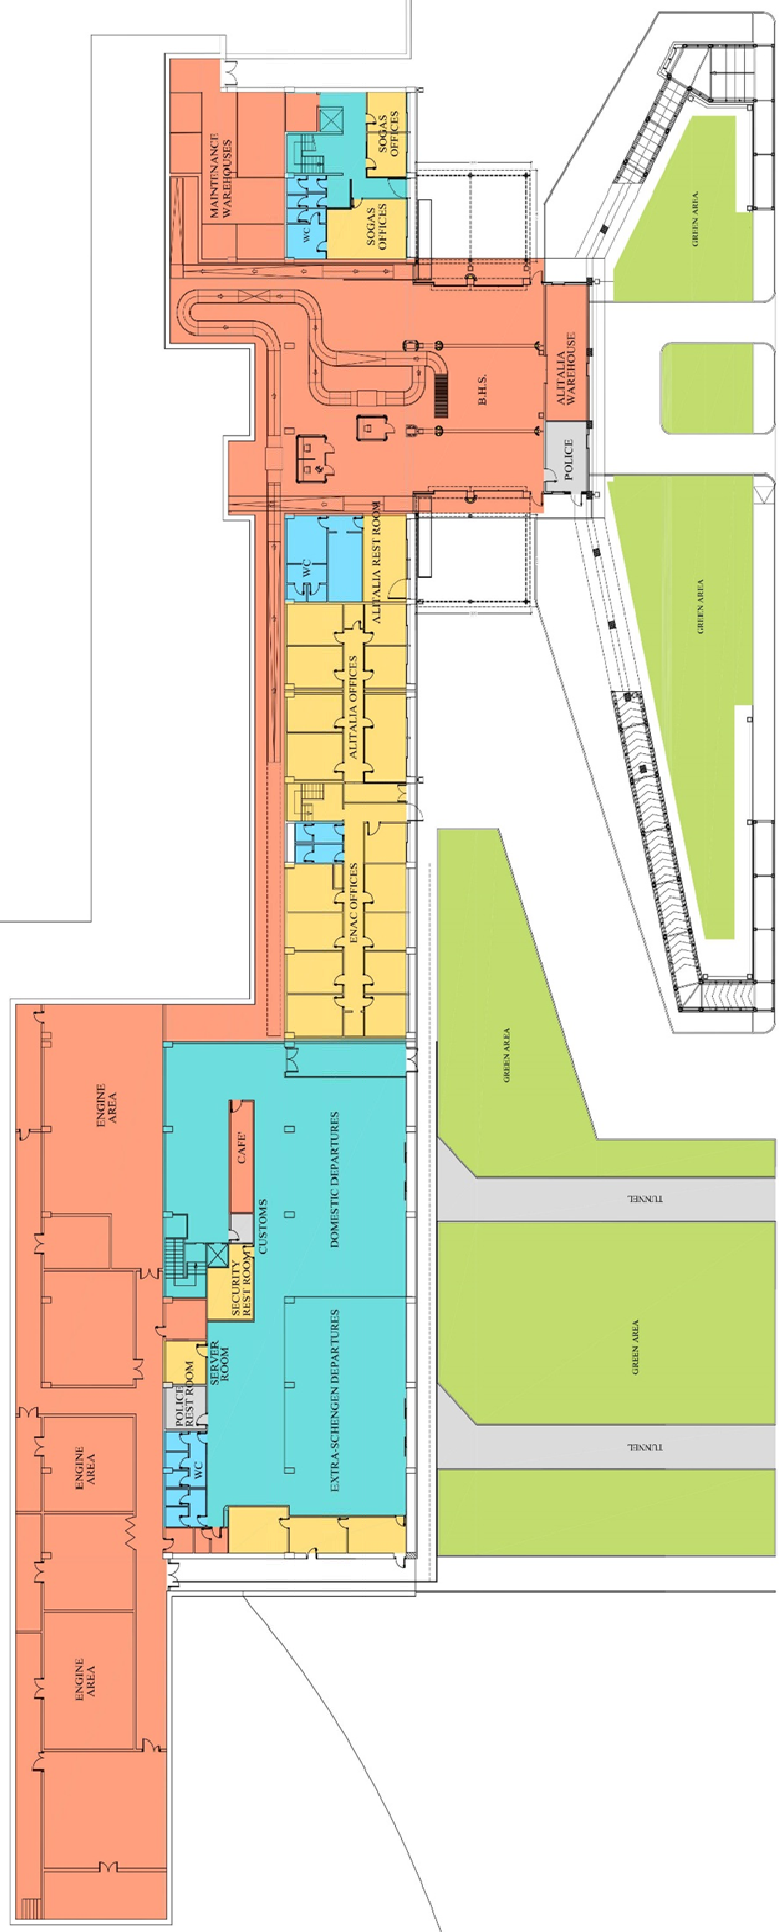 MAINTENANCE
WAREHOUSES
SOGAS
OFFICES
WC
SOGAS
OFFICES
GREEN AREA
B.H.S.
ALITALIA
WAREHOUSE
POLICE
WC
ALITALIA REST ROOM
ALITALIA OFFICES
GREEN AREA
ENAC OFFICES
GREEN AREA
ENGINE
AREA
CAFE'
CUSTOMS
DOMESTIC DEPARTURES
TUNNEL
SECURITY
REST ROOM
SERVER
ROOM
POLICE
REST ROOM
EXTRA-SCHENGEN DEPARTURES
GREEN AREA
WC
ENGINE
AREA
TUNNEL
ENGINE
AREA